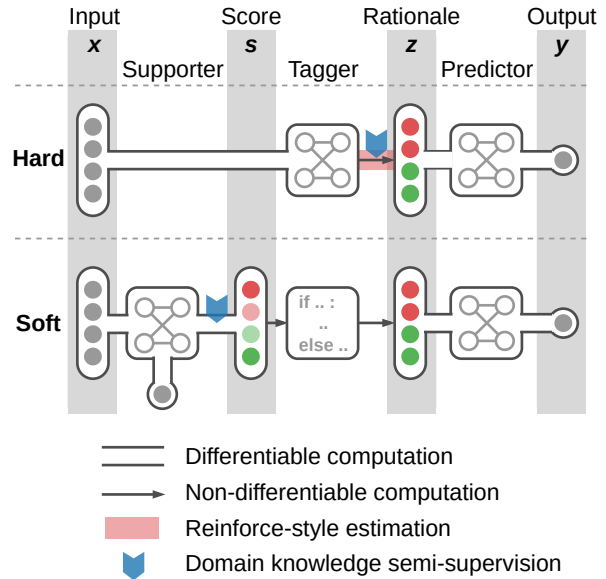 Input Score Rationale Output
x s z y
Supporter Tagger Predictor
Hard
Soft
if .. :
..
else ..
Differentiable computation
Non-differentiable computation
Reinforce-style estimation
Domain knowledge semi-supervision